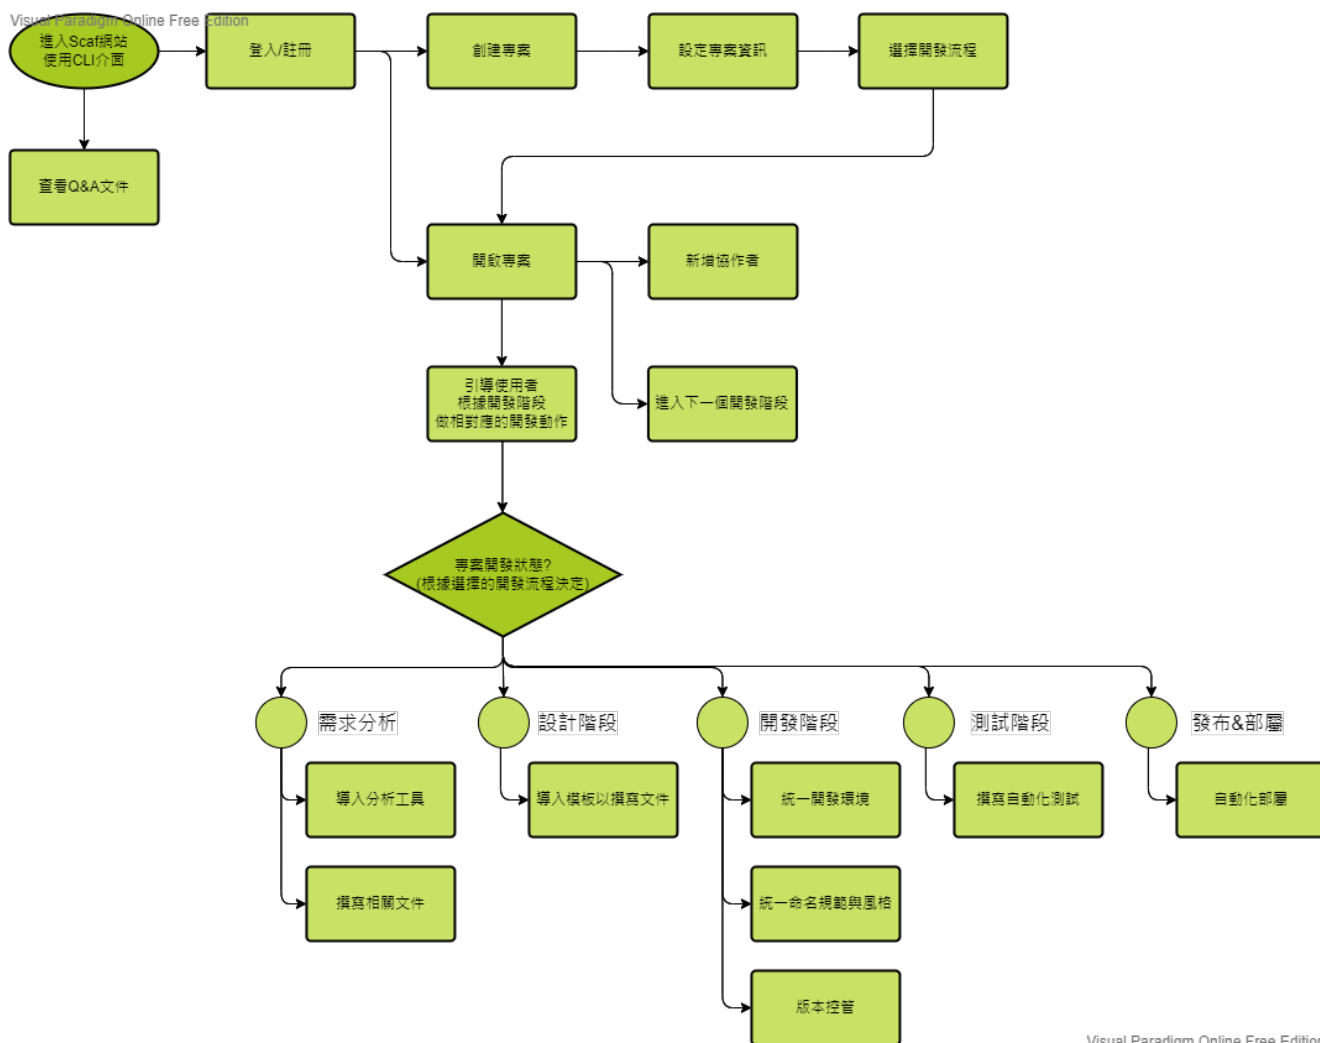 Visual Paradigm Online Free Edition
進入Scaf網站
使用CLI介面
登入/註冊
創建專案
設定專案資訊
選擇開發流程
查看Q&A文件
開啟專案
新增協作者
引導使用者
根據開發階段
做相對應的開發動作
進入下一個開發階段
專案開發狀態?
(根據選擇的開發流程決定)
需求分析
設計階段
開發階段
測試階段
發布&部屬
導入分析工具
導入模板以撰寫文件
統一開發環境
撰寫自動化測試
自動化部屬
撰寫相關文件
統一命名規範與風格
版本控管
Visual Paradigm Online Free Edition